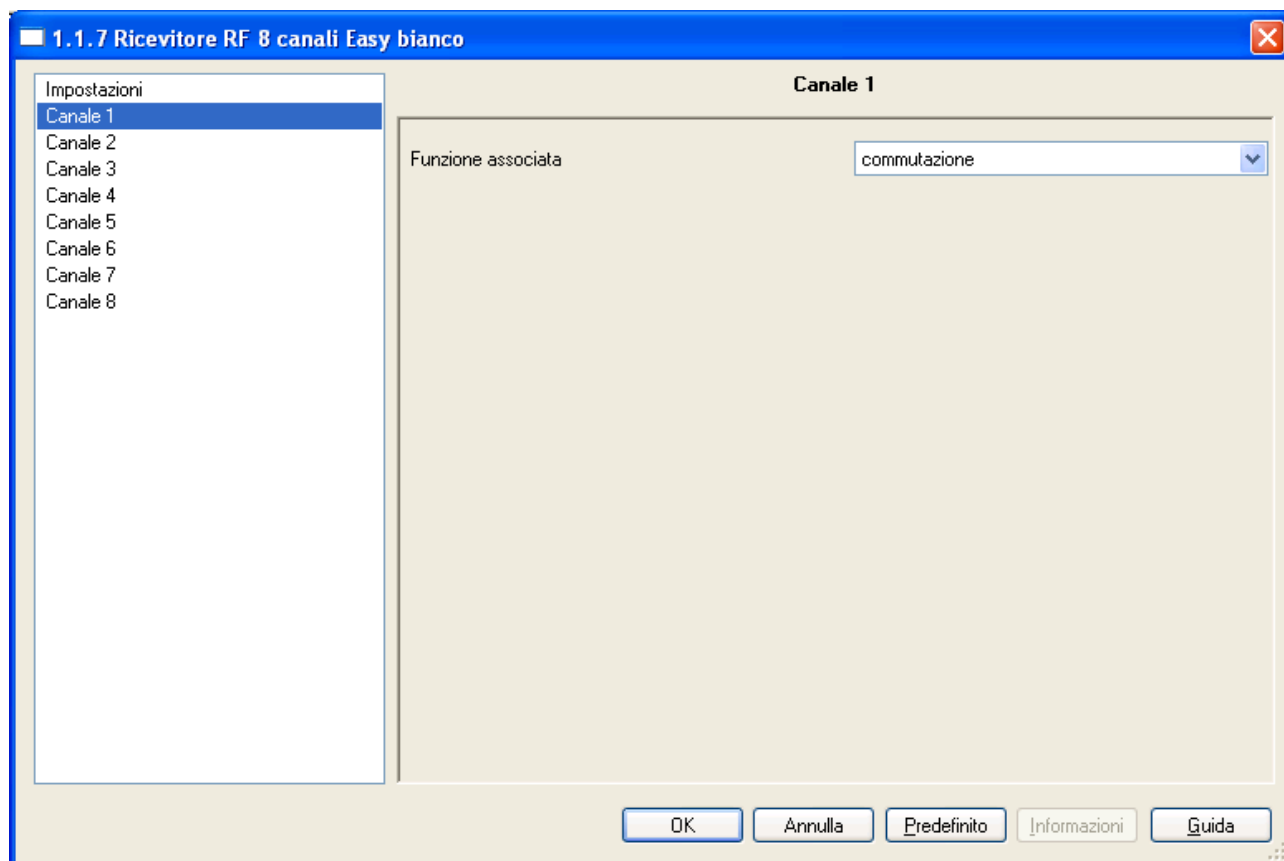 1.1.7 Ricevitore RF 8 canali Easy bianco
Impostazioni
Canale 1
Canale 2
Canale 3
Canale 4
Canale 5
Canale 6
Canale 7
Canale 8
Canale 1
Funzione associata
commutazione
OK
Annulla
Predefinito
Informazioni
Guida